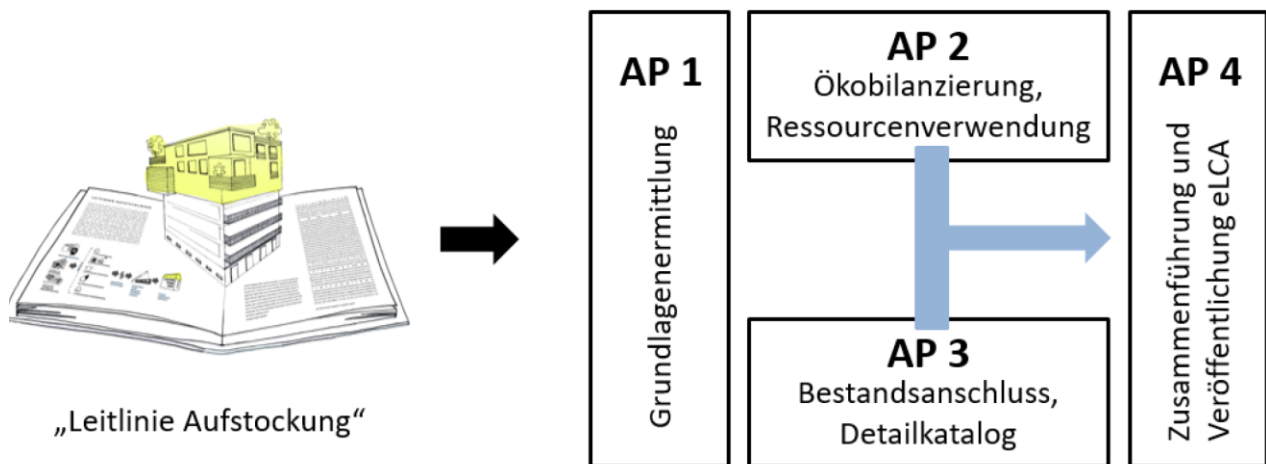 „Leitlinie Aufstockung“
AP 1
Grundlagenermittlung
AP 2
Ökobilanzierung,
Ressourcenverwendung
AP 3
Bestandsanschluss,
Detailkatalog
AP 4
Zusammenführung und
Veröffentlichung eLCA